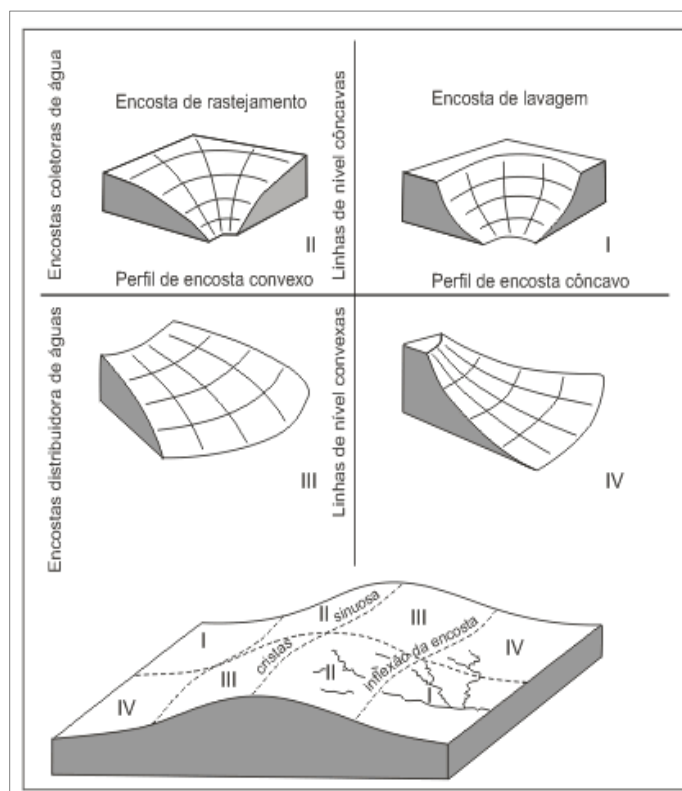 Encostas coletoras de água
Encosta de rastejamento
II
Linhas de nível côncavas
Encosta de lavagem
I
Perfil de encosta convexo
Perfil de encosta côncavo
Encostas distribuidora de águas
III
Linhas de nível convexas
IV
I
II
sinuosa
III
cristas
IV
III
II
inflexão da encosta
I
IV